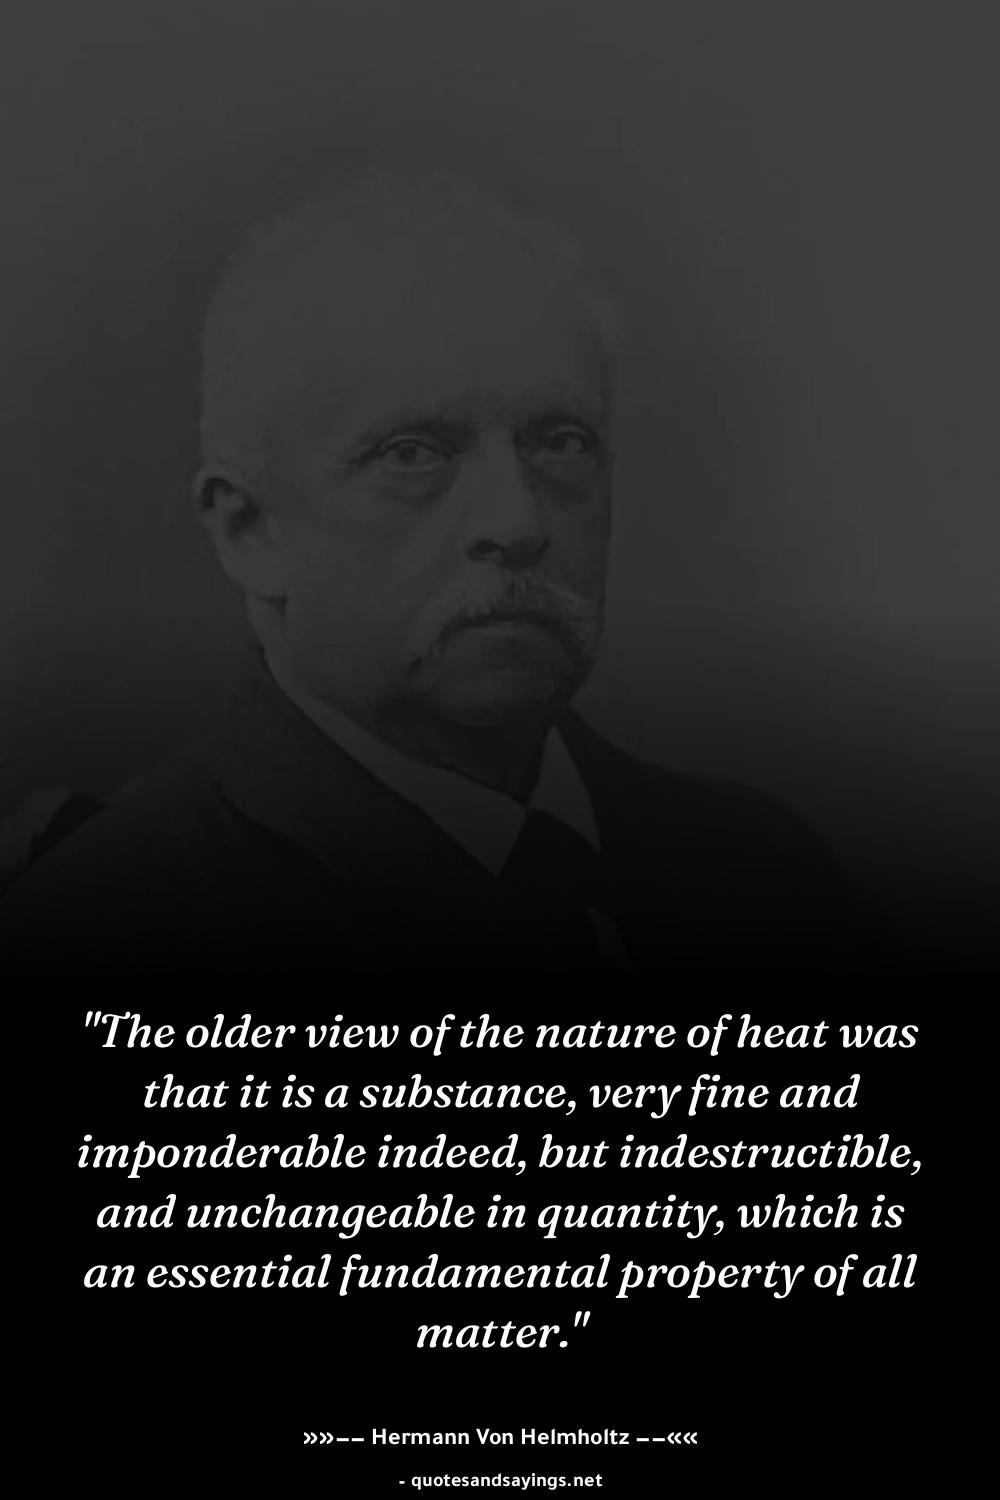 "The older view of the nature of heat was
that it is a substance, very fine and
imponderable indeed, but indestructible,
and unchangeable in quantity, which is
an essential fundamental property of all
matter."
»»–– Hermann Von Helmholtz ––««
- quotesandsayings.net